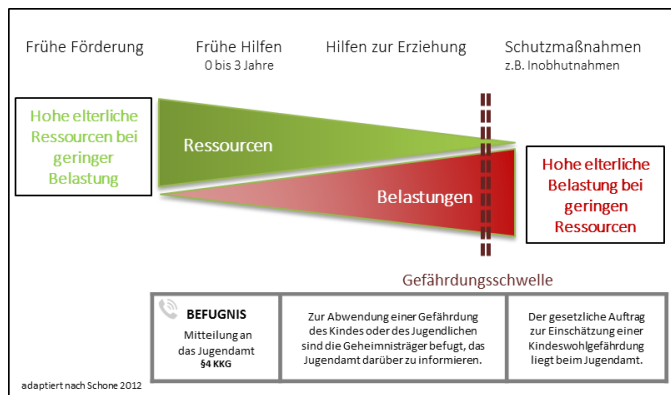 Frühe Förderung
Frühe Hilfen
0 bis 3 Jahre
Hilfen zur Erziehung
Schutzmaßnahmen
z.B. Inobhutnahmen
Hohe elterliche
Ressourcen bei
geringer
Belastung
Ressourcen
Belastungen
Hohe elterliche
Belastung bei
geringen
Ressourcen
Gefährdungsschwelle
BEFUGNIS
Mitteilung an
das Jugendamt
§4 KKG
Zur Abwendung einer Gefährdung
des Kindes oder des Jugendlichen
sind die Geheimnisträger befugt, das
Jugendamt darüber zu informieren.
Der gesetzliche Auftrag
zur Einschätzung einer
Kindeswohlgefährdung
liegt beim Jugendamt.
adaptiert nach Schone 2012